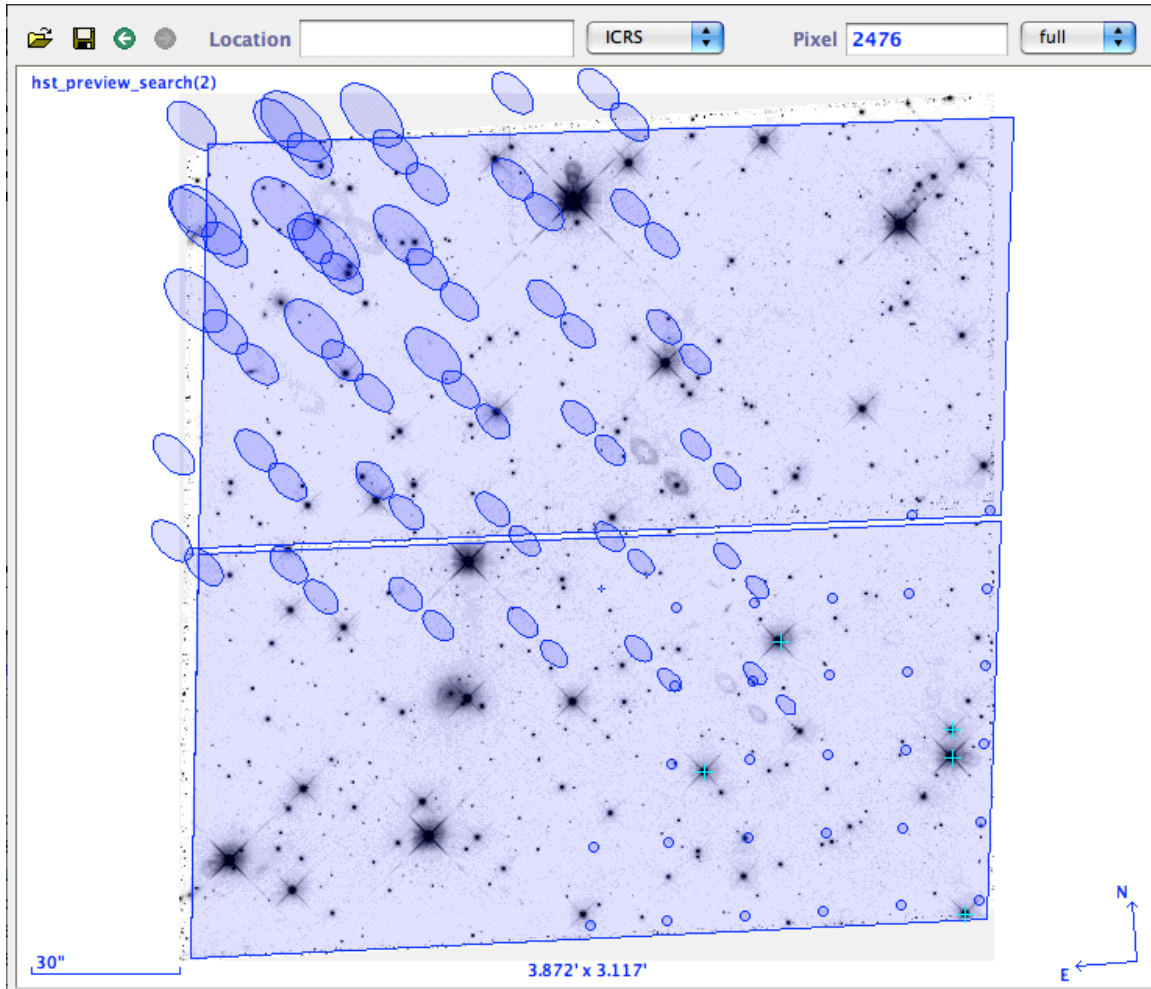 Location ICRS Pixel 2476 full
hst_preview_search(2)
N
E
30"
3.872' x 3.117'